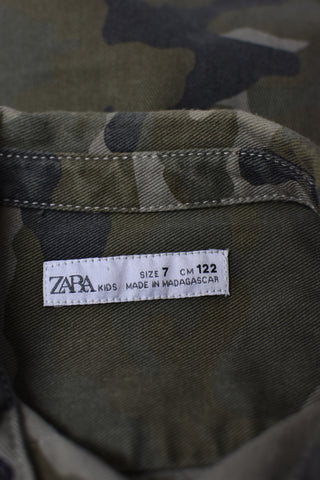 ZARA KIDS SIZE 7 CM 122
MADE IN MADAGASCAR